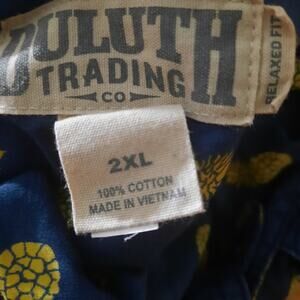 DULUTH
TRADING
CO
RELAXED FIT
2XL
100% COTTON
MADE IN VIETNAM